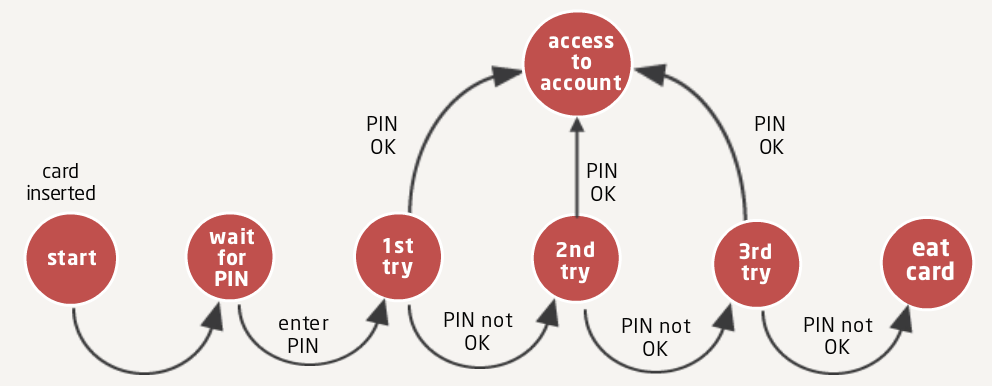 access
to
account
PIN
OK
PIN
OK
PIN
OK
card
inserted
start
wait
for
PIN
1st
try
2nd
try
3rd
try
eat
card
enter
PIN
PIN not
OK
PIN not
OK
PIN not
OK